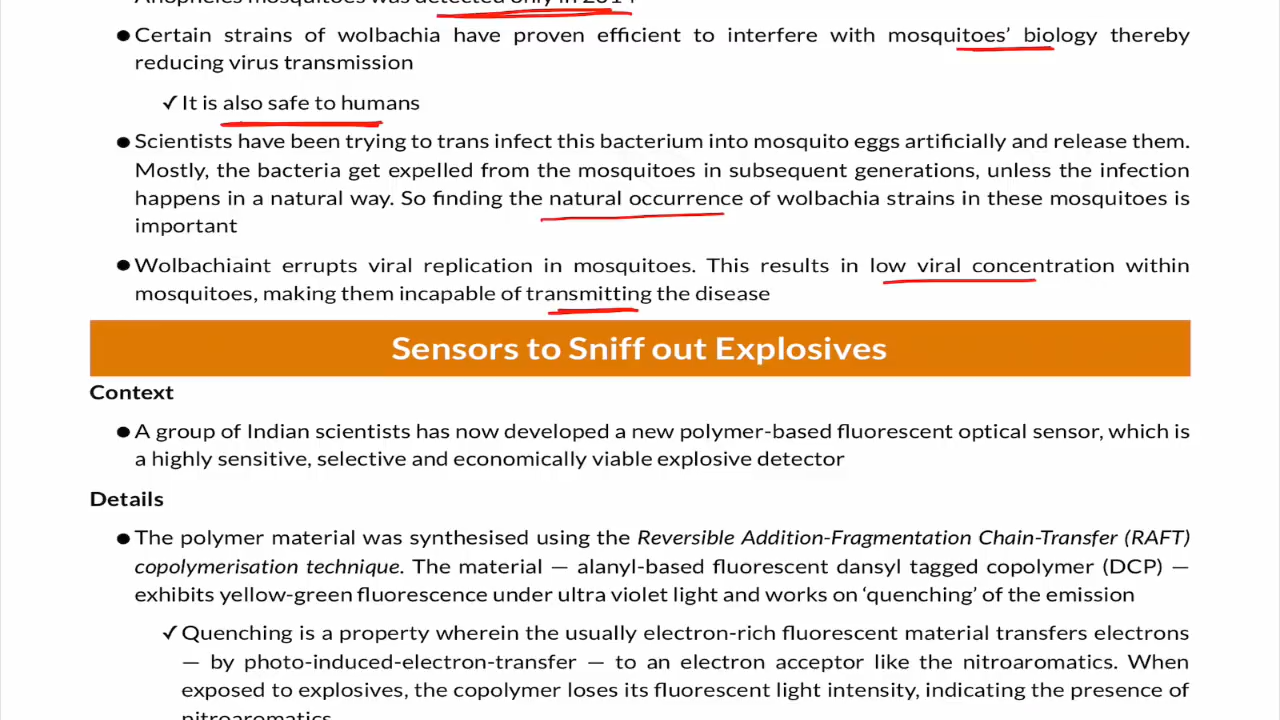 Anopheles mosquitoes was detected only in 2014
● Certain strains of wolbachia have proven efficient to interfere with mosquitoes’ biology thereby
reducing virus transmission
✓ It is also safe to humans
● Scientists have been trying to trans infect this bacterium into mosquito eggs artificially and release them.
Mostly, the bacteria get expelled from the mosquitoes in subsequent generations, unless the infection
happens in a natural way. So finding the natural occurrence of wolbachia strains in these mosquitoes is
important
● Wolbachiaint errupts viral replication in mosquitoes. This results in low viral concentration within
mosquitoes, making them incapable of transmitting the disease
Sensors to Sniff out Explosives
Context
● A group of Indian scientists has now developed a new polymer-based fluorescent optical sensor, which is
a highly sensitive, selective and economically viable explosive detector
Details
● The polymer material was synthesised using the Reversible Addition-Fragmentation Chain-Transfer (RAFT)
copolymerisation technique. The material — alanyl-based fluorescent dansyl tagged copolymer (DCP) —
exhibits yellow-green fluorescence under ultra violet light and works on ‘quenching’ of the emission
✓ Quenching is a property wherein the usually electron-rich fluorescent material transfers electrons
— by photo-induced-electron-transfer — to an electron acceptor like the nitroaromatics. When
exposed to explosives, the copolymer loses its fluorescent light intensity, indicating the presence of
nitroaromatics.